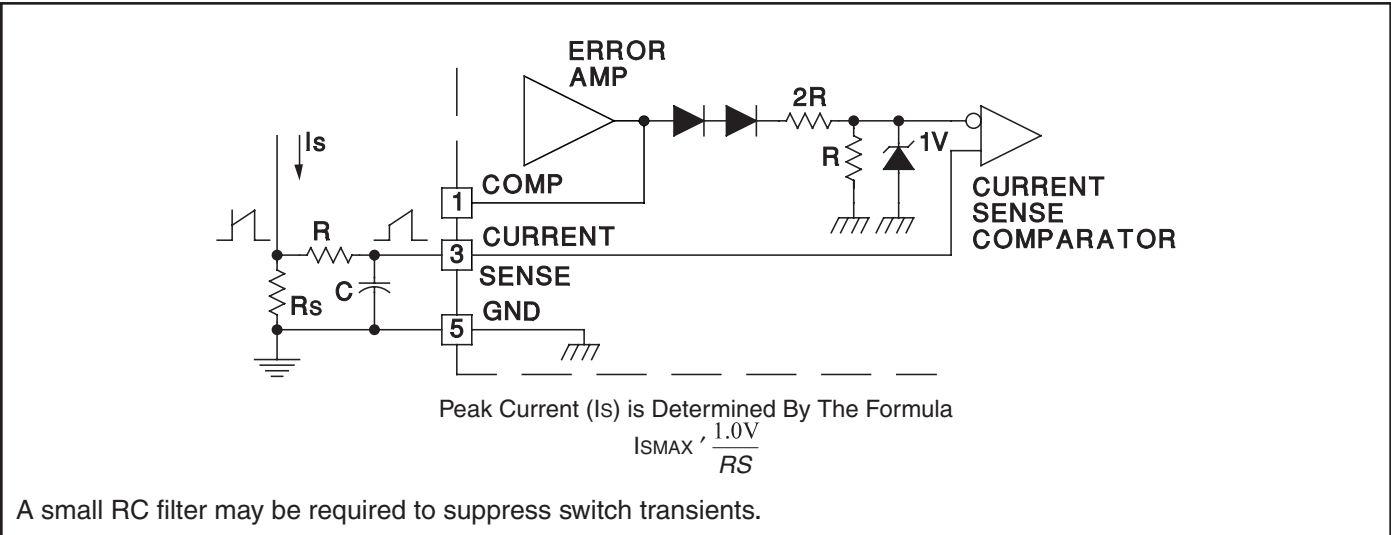 ERROR
AMP
2R
Is
R
1V
1 COMP
CURRENT
SENSE
COMPARATOR
R
3 CURRENT
SENSE
C
Rs
5 GND
Peak Current (Is) is Determined By The Formula
ISMAX ′ 1.0V
RS
A small RC filter may be required to suppress switch transients.